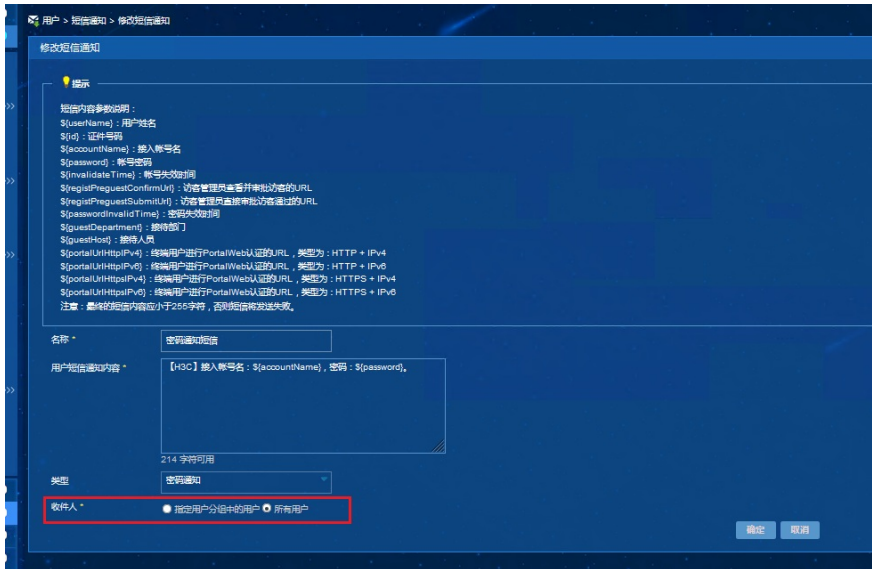 用户 > 短信通知 > 修改短信通知
修改短信通知
提示
短信内容参数说明：
${userName}：用户姓名
${id}：证件号码
${accountName}：接入帐号名
${password}：帐号密码
${invalidateTime}：帐号失效时间
${registPreguestConfirmUrl}：访客管理员查看并审批访客的URL
${registPreguestSubmitUrl}：访客管理员直接审批访客通过的URL
${passwordInvalidTime}：密码失效时间
${guestDepartment}：接待部门
${guestHost}：接待人员
${portalUrlHttpIPv4}：终端用户进行PortalWeb认证的URL，类型为：HTTP + IPv4
${portalUrlHttpIPv6}：终端用户进行PortalWeb认证的URL，类型为：HTTP + IPv6
${portalUrlHttpsIPv4}：终端用户进行PortalWeb认证的URL，类型为：HTTPS + IPv4
${portalUrlHttpsIPv6}：终端用户进行PortalWeb认证的URL，类型为：HTTPS + IPv6
注意：最终的短信内容应小于255字符，否则短信将发送失败。
名称 * 密码通知短信
用户短信通知内容 * 【H3C】接入帐号名：${accountName}，密码：${password}。
214 字符可用
类型 密码通知
收件人 * 指定用户分组中的用户 所有用户
确定 取消